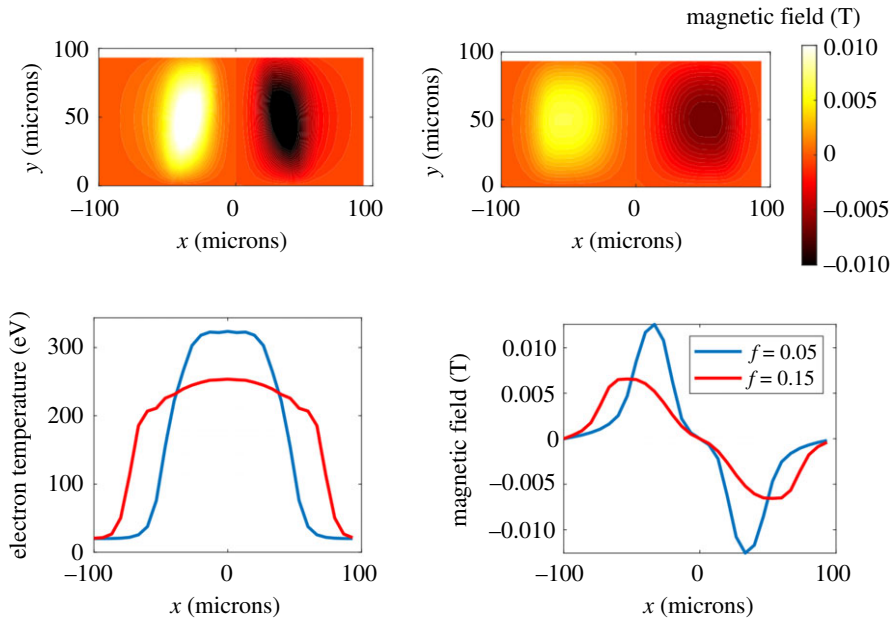 magnetic field (T)
100
50
0
y (microns)
−100
0
100
x (microns)
100
50
0
y (microns)
−100
0
100
x (microns)
0.010
0.005
0
−0.005
−0.010
300
200
100
0
electron temperature (eV)
−100
0
100
x (microns)
0.010
0.005
0
−0.005
−0.010
magnetic field (T)
f = 0.05
f = 0.15
−100
0
100
x (microns)